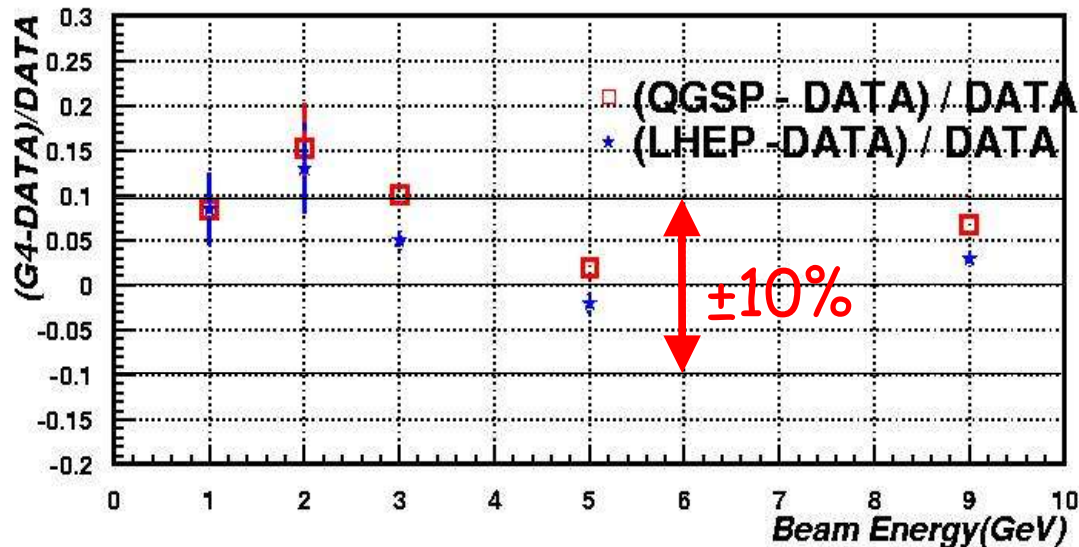 (G4-DATA)/DATA
0.3
0.25
0.2
0.15
0.1
0.05
0
-0.05
-0.1
-0.15
-0.2
(QGSP - DATA) / DATA
(LHEP -DATA) / DATA
±10%
0 1 2 3 4 5 6 7 8 9 10
Beam Energy(GeV)